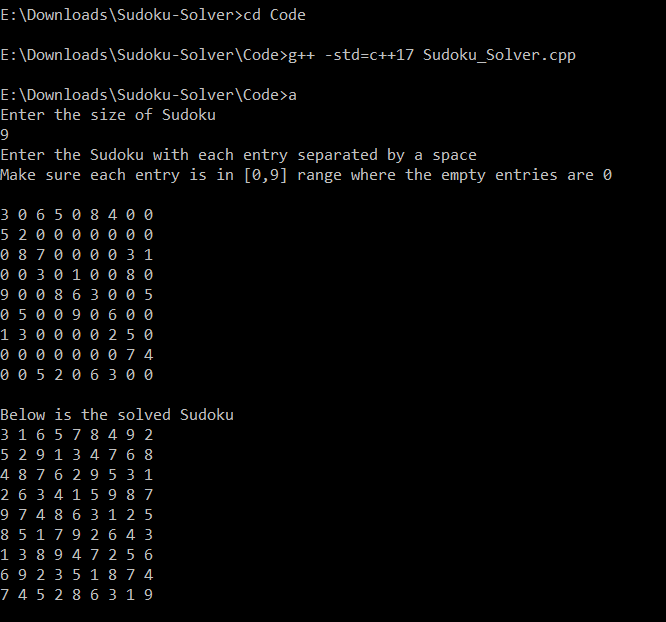 E:\Downloads\Sudoku-Solver>cd Code
E:\Downloads\Sudoku-Solver\Code>g++ -std=c++17 Sudoku_Solver.cpp
E:\Downloads\Sudoku-Solver\Code>a
Enter the size of Sudoku
9
Enter the Sudoku with each entry separated by a space
Make sure each entry is in [0,9] range where the empty entries are 0
3 0 6 5 0 8 4 0 0
5 2 0 0 0 0 0 0 0
0 8 7 0 0 0 0 3 1
0 0 3 0 1 0 0 8 0
9 0 0 8 6 3 0 0 5
0 5 0 0 9 0 6 0 0
1 3 0 0 0 0 2 5 0
0 0 0 0 0 0 0 7 4
0 0 5 2 0 6 3 0 0
Below is the solved Sudoku
3 1 6 5 7 8 4 9 2
5 2 9 1 3 4 7 6 8
4 8 7 6 2 9 5 3 1
2 6 3 4 1 5 9 8 7
9 7 4 8 6 3 1 2 5
8 5 1 7 9 2 6 4 3
1 3 8 9 4 7 2 5 6
6 9 2 3 5 1 8 7 4
7 4 5 2 8 6 3 1 9